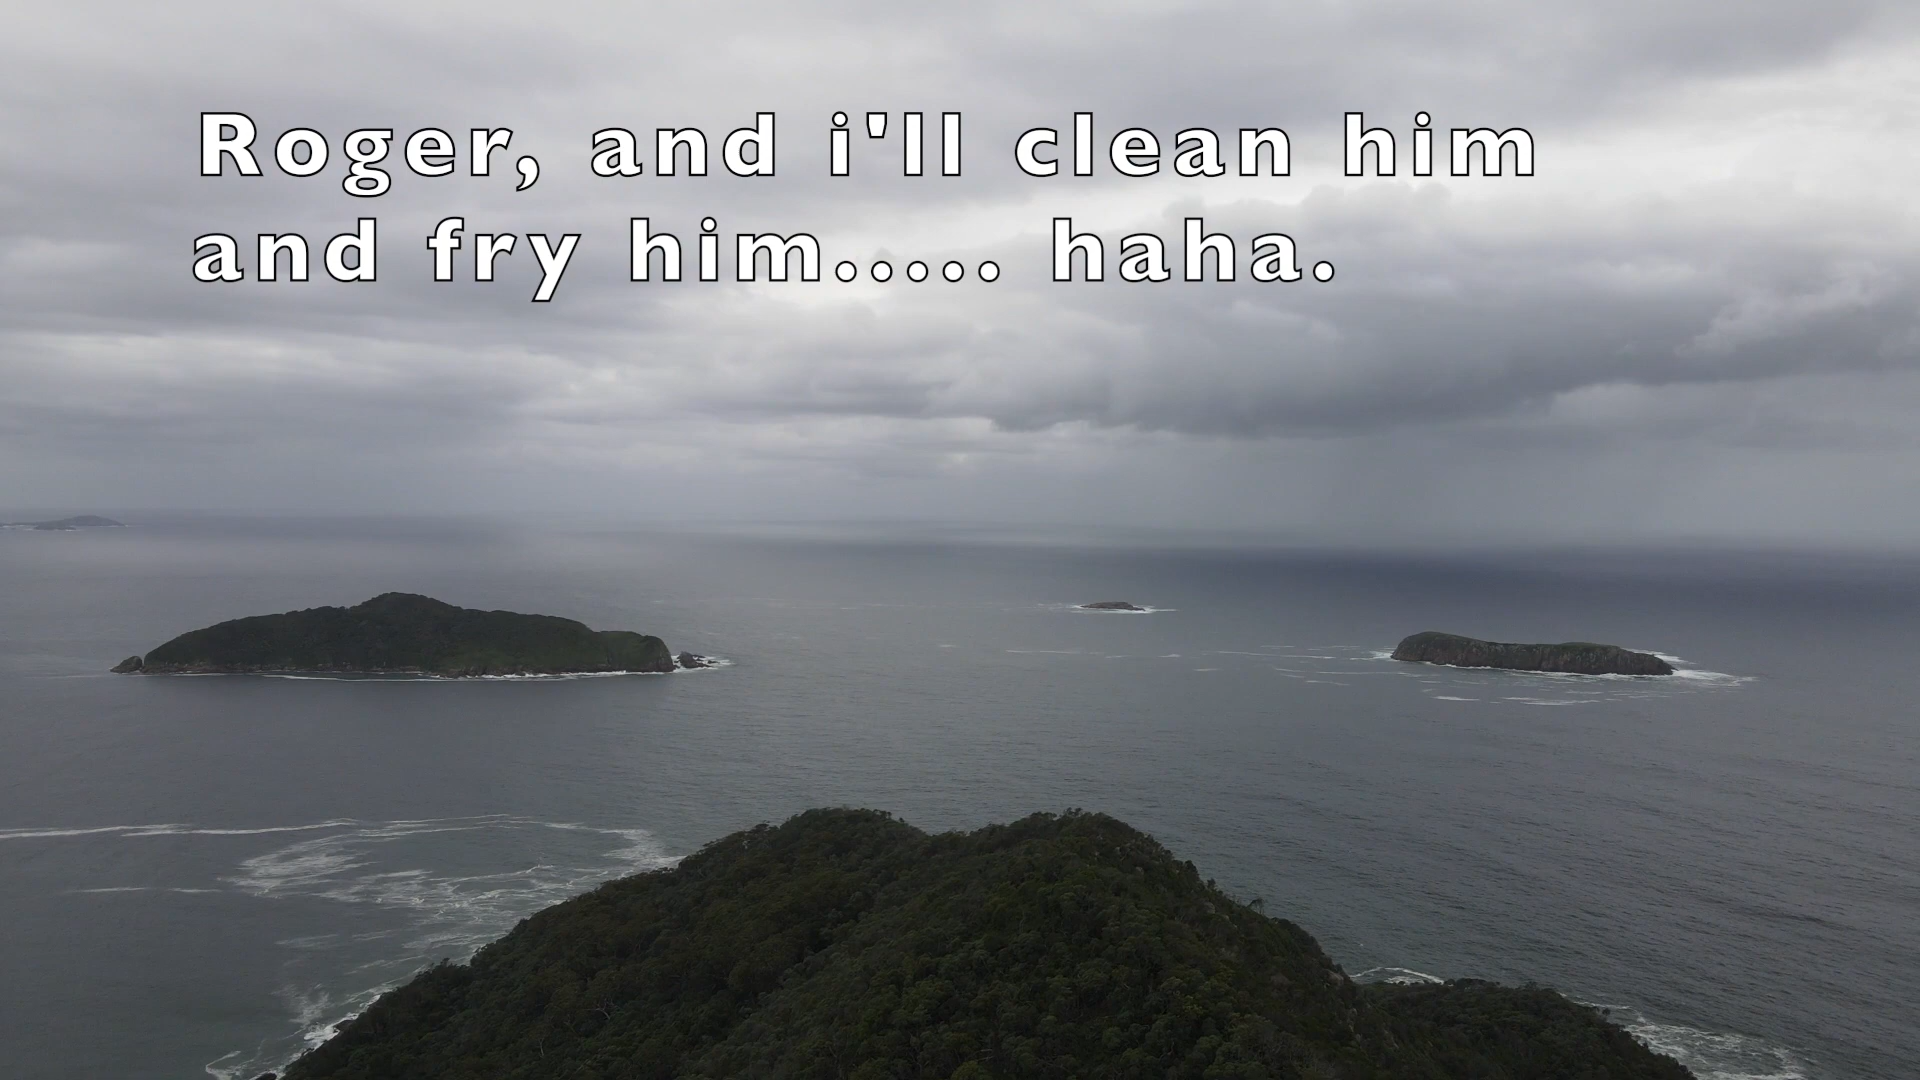 Roger, and i'll clean him
and fry him..... haha.